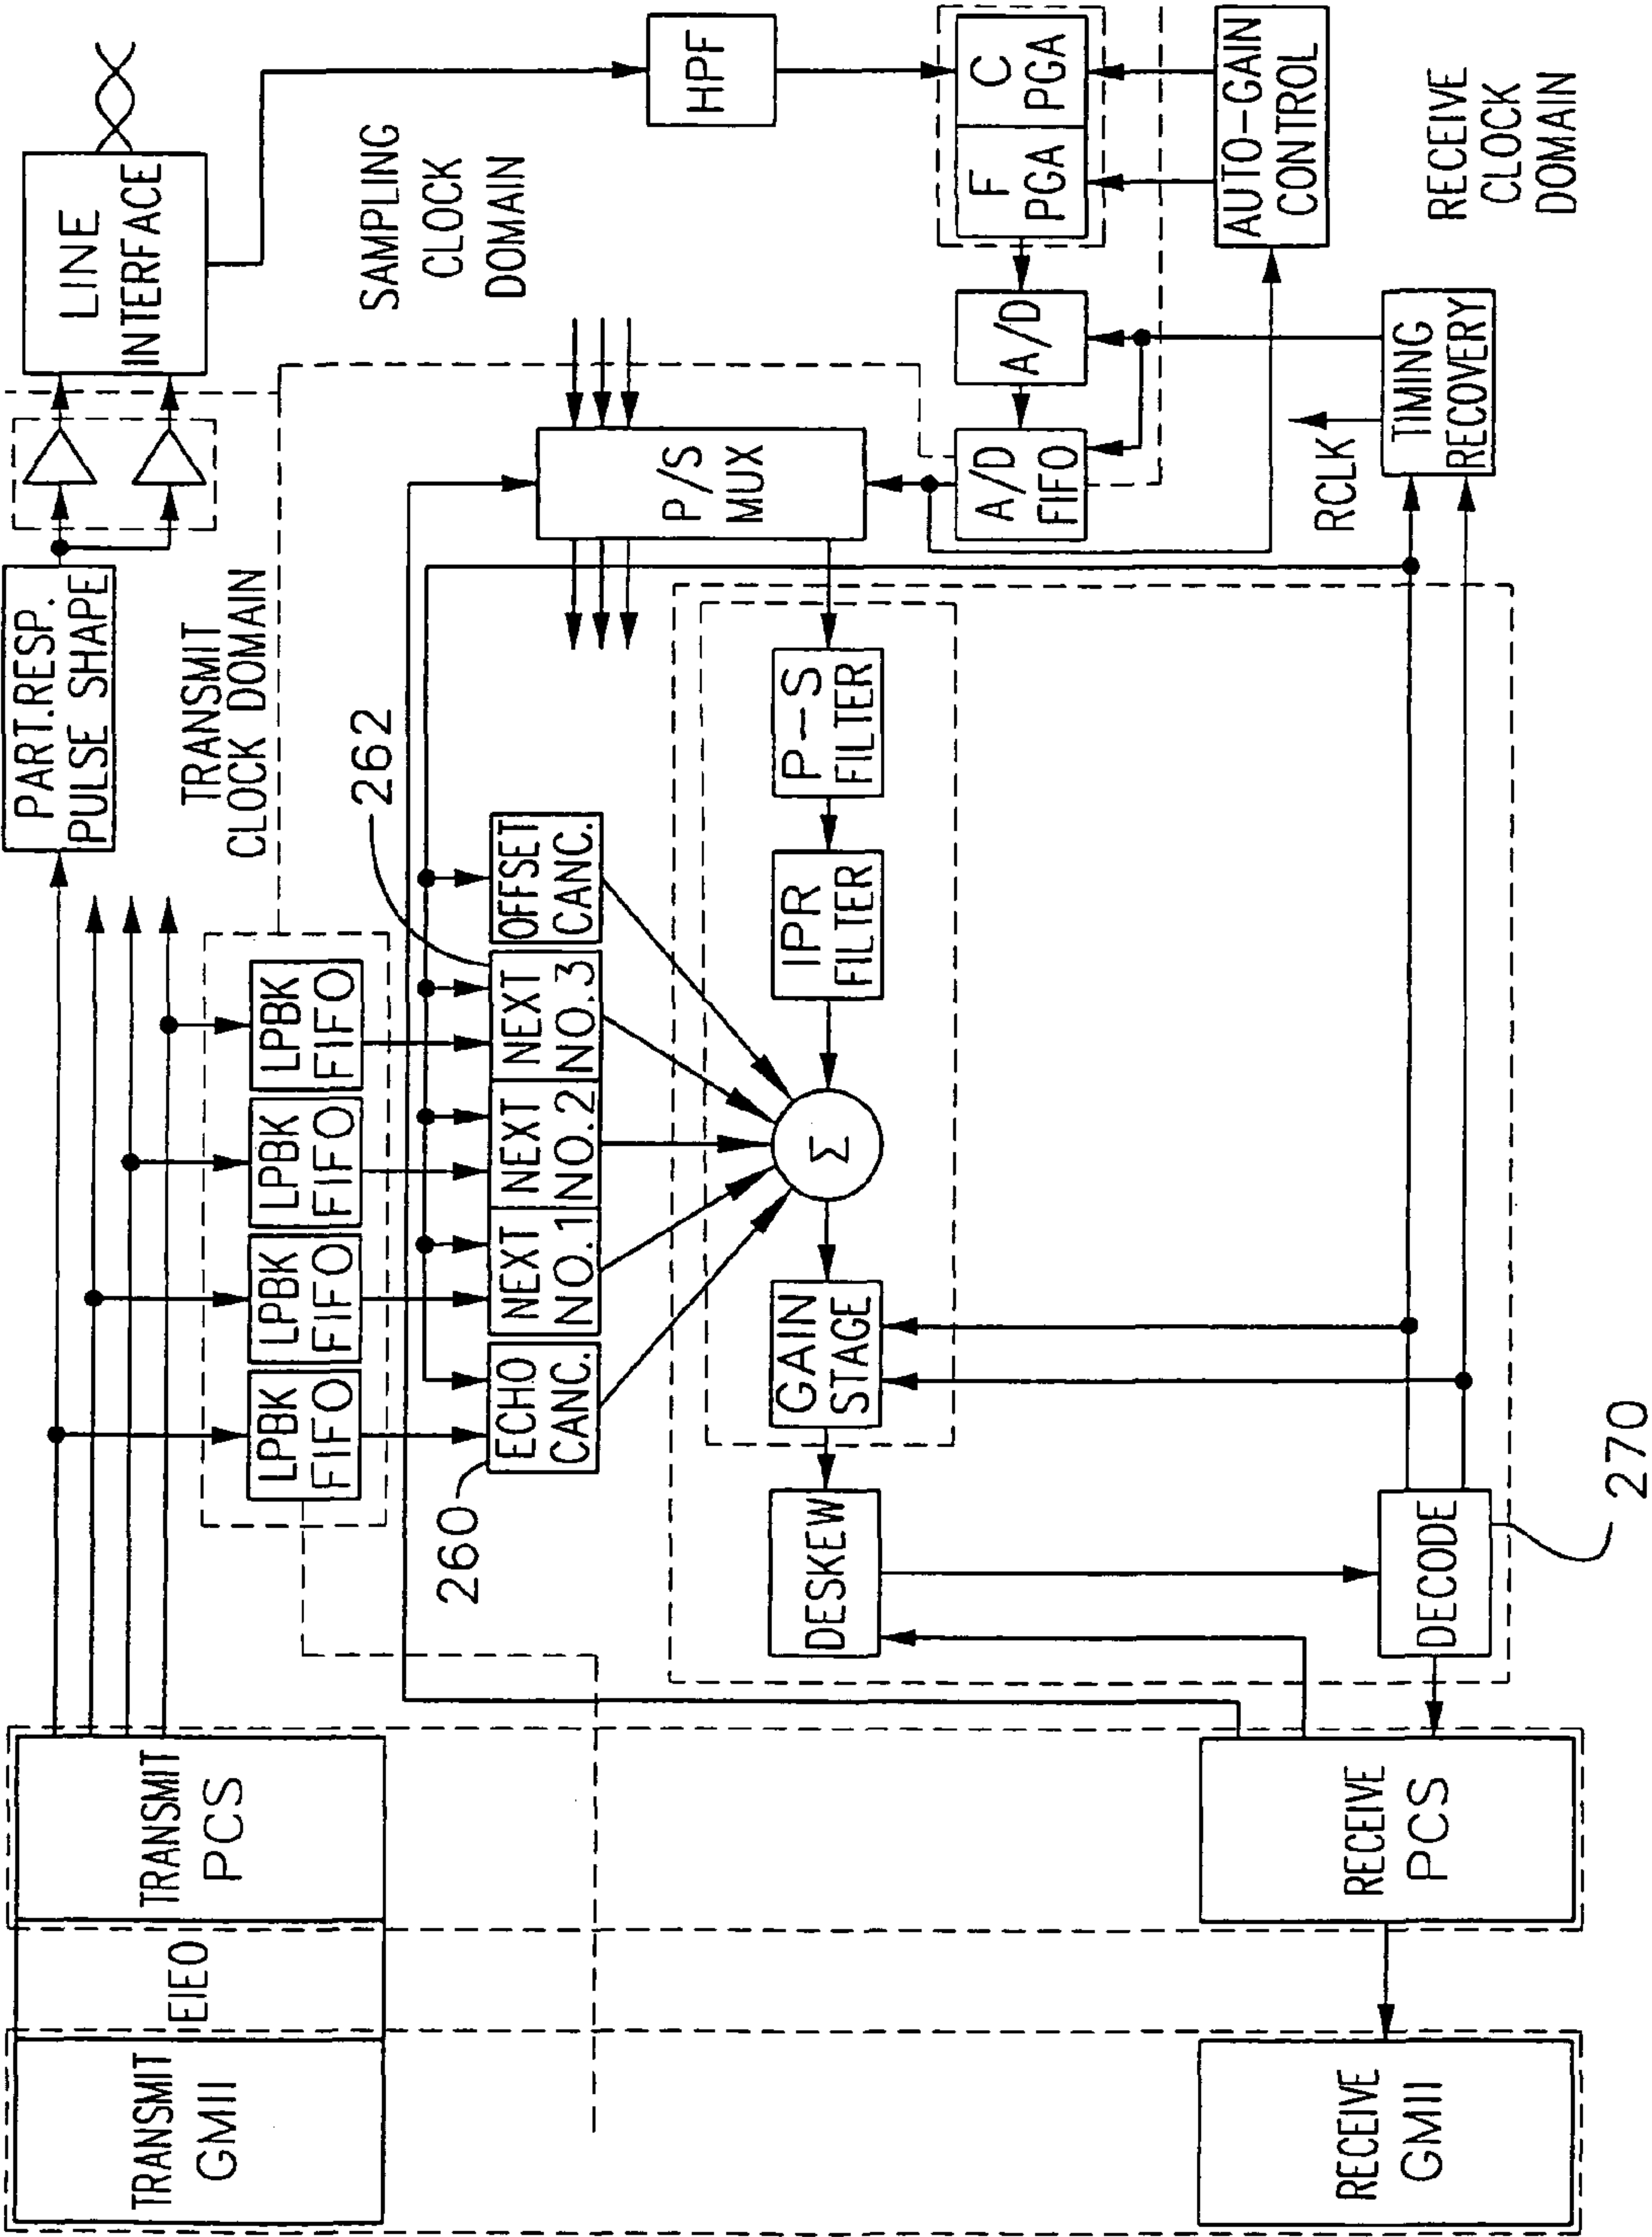 TRANSMIT
GMII
EIEO
TRANSMIT
PCS
PART.RESP.
PULSE SHAPE
LINE
INTERFACE
TRANSMIT
CLOCK DOMAIN
LPBK
FIFO
LPBK
FIFO
LPBK
FIFO
LPBK
FIFO
SAMPLING
CLOCK
DOMAIN
260
262
ECHO
CANC.
NEXT
NO.1
NEXT
NO.2
NEXT
NO.3
OFFSET
CANC.
P/S
MUX
HPF
DESKEW
GAIN
STAGE
Σ
IPR
FILTER
P-S
FILTER
A/D
FIFO
A/D
F
PGA
C
PGA
RECEIVE
GMII
RECEIVE
PCS
DECODE
270
RCLK
TIMING
RECOVERY
AUTO-GAIN
CONTROL
RECEIVE
CLOCK
DOMAIN